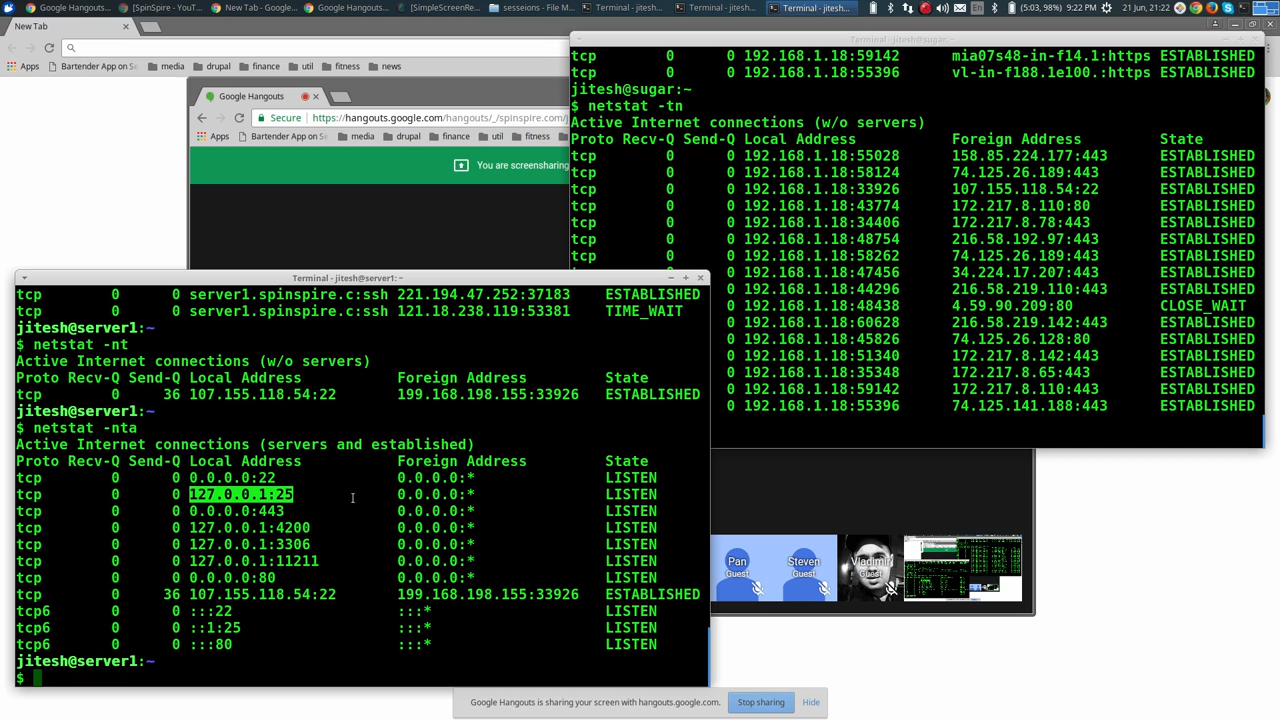 Google Hangouts... [SpinSpire - YouT... New Tab - Google... Google Hangouts... [SimpleScreenRe... sesseions - File M... Terminal - jitesh... Terminal - jitesh... Terminal - jitesh... En (5:03, 98%) 9:22 PM 21 Jun, 21:22
New Tab
Apps Bartender App on Se media drupal finance util fitness news
Google Hangouts
Secure https://hangouts.google.com/hangouts/_/spinspire.com/j
Apps Bartender App on Se media drupal finance util fitness
You are screensharing
Terminal - jitesh@sugar: ~
tcp 0 0 192.168.1.18:59142 mia07s48-in-f14.1:https ESTABLISHED
tcp 0 0 192.168.1.18:55396 vl-in-f188.1e100.:https ESTABLISHED
jitesh@sugar:~
$ netstat -tn
Active Internet connections (w/o servers)
Proto Recv-Q Send-Q Local Address Foreign Address State
tcp 0 0 192.168.1.18:55028 158.85.224.177:443 ESTABLISHED
tcp 0 0 192.168.1.18:58124 74.125.26.189:443 ESTABLISHED
tcp 0 0 192.168.1.18:33926 107.155.118.54:22 ESTABLISHED
tcp 0 0 192.168.1.18:43774 172.217.8.110:80 ESTABLISHED
tcp 0 0 192.168.1.18:34406 172.217.8.78:443 ESTABLISHED
tcp 0 0 192.168.1.18:48754 216.58.192.97:443 ESTABLISHED
tcp 0 0 192.168.1.18:58262 74.125.26.189:443 ESTABLISHED
0 192.168.1.18:47456 34.224.17.207:443 ESTABLISHED
0 192.168.1.18:44296 216.58.219.110:443 ESTABLISHED
0 192.168.1.18:48438 4.59.90.209:80 CLOSE_WAIT
0 192.168.1.18:60628 216.58.219.142:443 ESTABLISHED
0 192.168.1.18:45826 74.125.26.128:80 ESTABLISHED
0 192.168.1.18:51340 172.217.8.142:443 ESTABLISHED
0 192.168.1.18:35348 172.217.8.65:443 ESTABLISHED
0 192.168.1.18:59142 172.217.8.110:443 ESTABLISHED
0 192.168.1.18:55396 74.125.141.188:443 ESTABLISHED
Terminal - jitesh@server1: ~
tcp 0 0 server1.spinspire.c:ssh 221.194.47.252:37183 ESTABLISHED
tcp 0 0 server1.spinspire.c:ssh 121.18.238.119:53381 TIME_WAIT
jitesh@server1:~
$ netstat -nt
Active Internet connections (w/o servers)
Proto Recv-Q Send-Q Local Address Foreign Address State
tcp 0 36 107.155.118.54:22 199.168.198.155:33926 ESTABLISHED
jitesh@server1:~
$ netstat -nta
Active Internet connections (servers and established)
Proto Recv-Q Send-Q Local Address Foreign Address State
tcp 0 0 0.0.0.0:22 0.0.0.0:* LISTEN
tcp 0 0 127.0.0.1:25 0.0.0.0:* LISTEN
tcp 0 0 0.0.0.0:443 0.0.0.0:* LISTEN
tcp 0 0 127.0.0.1:4200 0.0.0.0:* LISTEN
tcp 0 0 127.0.0.1:3306 0.0.0.0:* LISTEN
tcp 0 0 127.0.0.1:11211 0.0.0.0:* LISTEN
tcp 0 0 0.0.0.0:80 0.0.0.0:* LISTEN
tcp 0 36 107.155.118.54:22 199.168.198.155:33926 ESTABLISHED
tcp6 0 0 :::22 :::* LISTEN
tcp6 0 0 ::1:25 :::* LISTEN
tcp6 0 0 :::80 :::* LISTEN
jitesh@server1:~
$
Pan
Guest
Steven
Guest
Vladimir
Guest
Google Hangouts is sharing your screen with hangouts.google.com. Stop sharing Hide